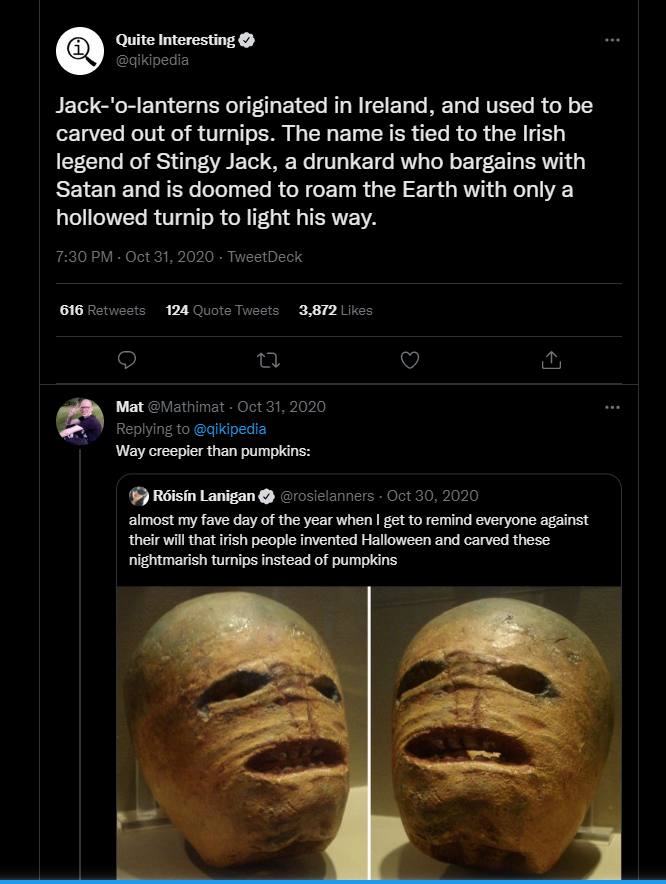 Quite Interesting
@qikipedia
Jack-'o-lanterns originated in Ireland, and used to be
carved out of turnips. The name is tied to the Irish
legend of Stingy Jack, a drunkard who bargains with
Satan and is doomed to roam the Earth with only a
hollowed turnip to light his way.
7:30 PM · Oct 31, 2020 · TweetDeck
616 Retweets 124 Quote Tweets 3,872 Likes
Mat @Mathimat · Oct 31, 2020
Replying to @qikipedia
Way creepier than pumpkins:
Róisín Lanigan @rosielanners · Oct 30, 2020
almost my fave day of the year when I get to remind everyone against
their will that irish people invented Halloween and carved these
nightmarish turnips instead of pumpkins